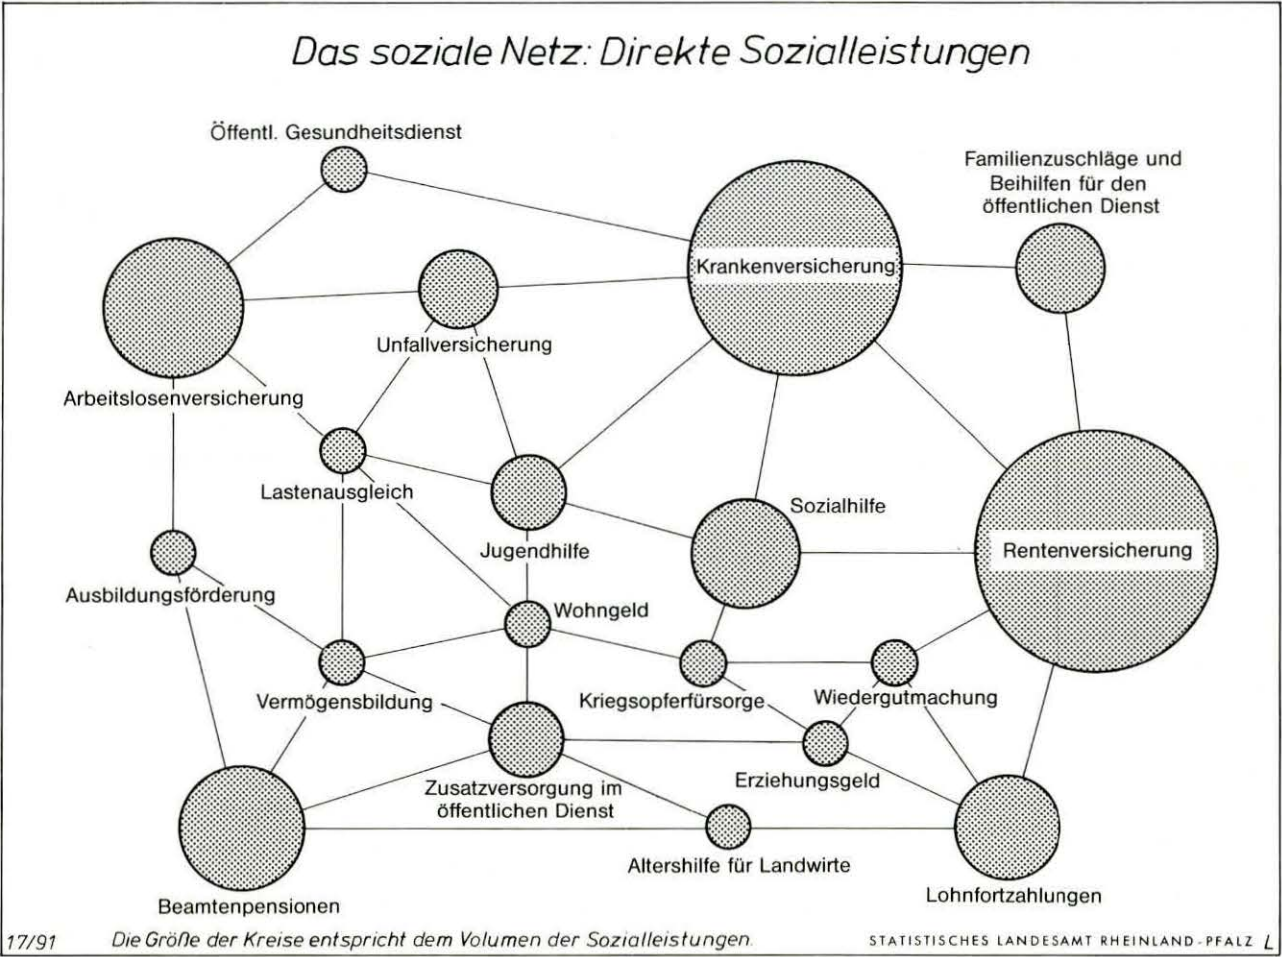 Das soziale Netz: Direkte Sozialleistungen
Öffentl. Gesundheitsdienst
Familienzuschläge und
Beihilfen für den
öffentlichen Dienst
Krankenversicherung
Unfallversicherung
Arbeitslosenversicherung
Lastenausgleich
Sozialhilfe
Jugendhilfe
Rentenversicherung
Ausbildungsförderung
Wohngeld
Vermögensbildung
Kriegsopferfürsorge
Wiedergutmachung
Zusatzversorgung im
öffentlichen Dienst
Erziehungsgeld
Altershilfe für Landwirte
Lohnfortzahlungen
Beamtenpensionen
17/91
Die Größe der Kreise entspricht dem Volumen der Sozialleistungen.
STATISTISCHES LANDESAMT RHEINLAND-PFALZ L